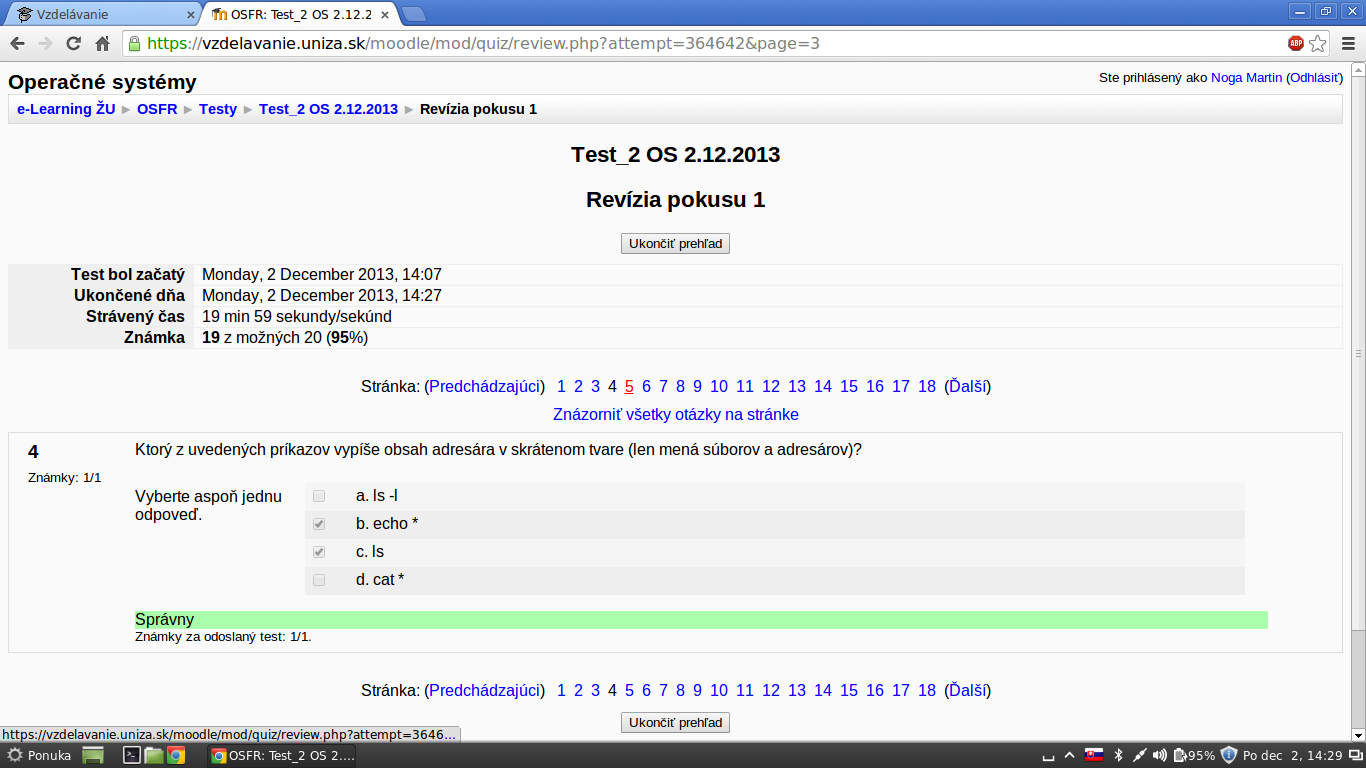 Vzdelávanie
OSFR: Test_2 OS 2.12.2
https://vzdelavanie.uniza.sk/moodle/mod/quiz/review.php?attempt=364642&page=3
ABP
Operačné systémy
Ste prihlásený ako Noga Martin (Odhlásiť)
e-Learning ŽU ► OSFR ► Testy ► Test_2 OS 2.12.2013 ► Revízia pokusu 1
Test_2 OS 2.12.2013
Revízia pokusu 1
Ukončiť prehľad
Test bol začatý Monday, 2 December 2013, 14:07
Ukončené dňa Monday, 2 December 2013, 14:27
Strávený čas 19 min 59 sekundy/sekúnd
Známka 19 z možných 20 (95%)
Stránka: (Predchádzajúci) 1 2 3 4 5 6 7 8 9 10 11 12 13 14 15 16 17 18 (Ďalší)
Znázorniť všetky otázky na stránke
4
Známky: 1/1
Ktorý z uvedených príkazov vypíše obsah adresára v skrátenom tvare (len mená súborov a adresárov)?
Vyberte aspoň jednu
odpoveď.
a. ls -l
b. echo *
c. ls
d. cat *
Správny
Známky za odoslaný test: 1/1.
Stránka: (Predchádzajúci) 1 2 3 4 5 6 7 8 9 10 11 12 13 14 15 16 17 18 (Ďalší)
Ukončiť prehľad
https://vzdelavanie.uniza.sk/moodle/mod/quiz/review.php?attempt=3646...
Ponuka
OSFR: Test_2 OS 2....
95%
Po dec 2, 14:29